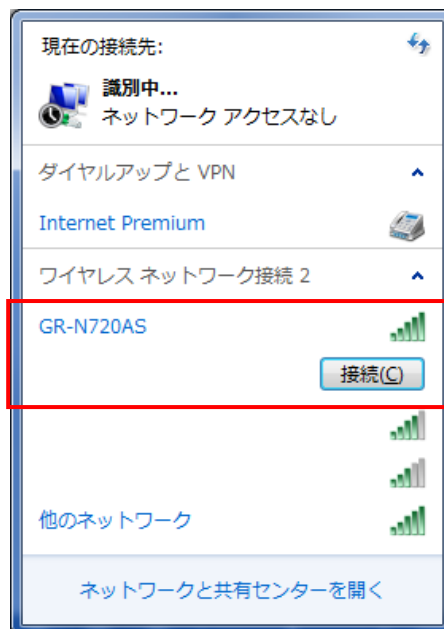 現在の接続先:
識別中...
ネットワーク アクセスなし
ダイヤルアップと VPN
Internet Premium
ワイヤレス ネットワーク接続 2
GR-N720AS
接続(C)
他のネットワーク
ネットワークと共有センターを開く